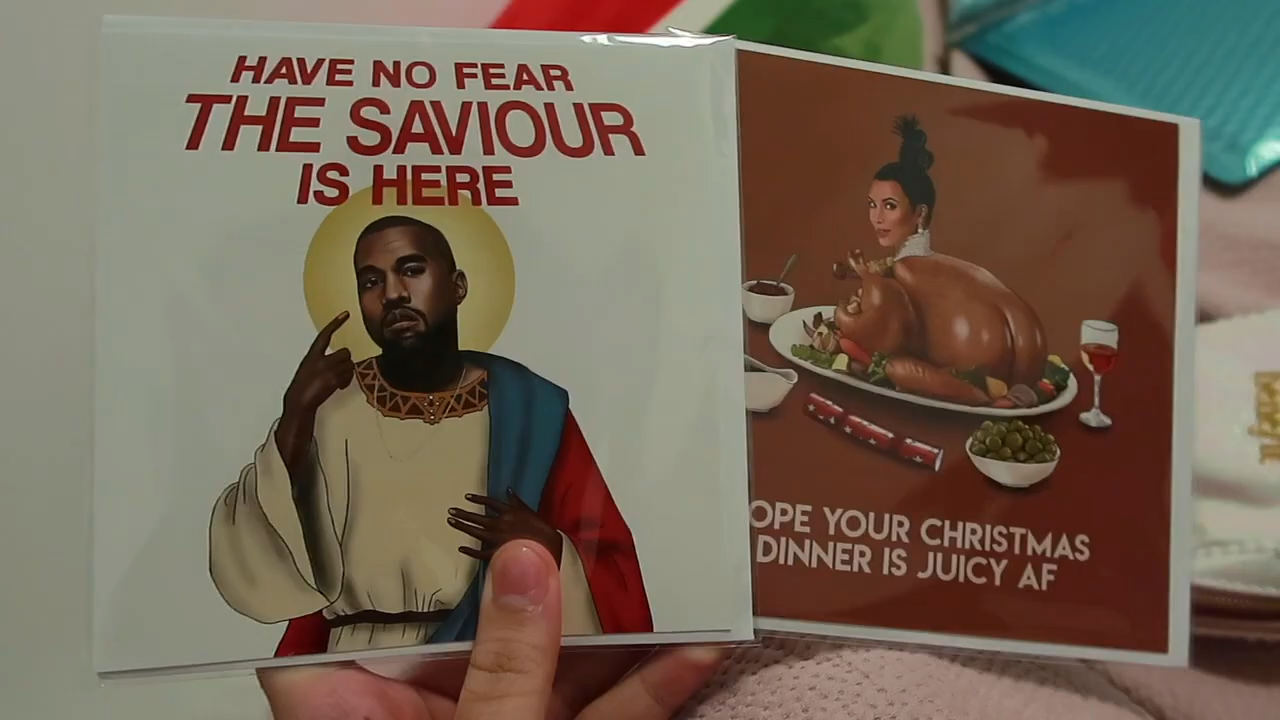 HAVE NO FEAR
THE SAVIOUR
IS HERE
OPE YOUR CHRISTMAS
DINNER IS JUICY AF